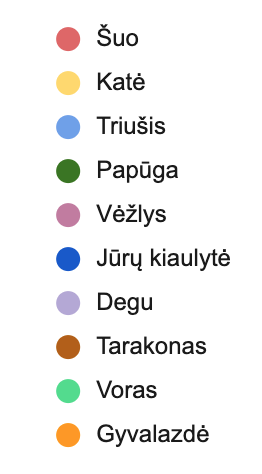 Šuo
Katė
Triušis
Papūga
Vėžlys
Jūrų kiaulytė
Degu
Tarakonas
Voras
Gyvalazdė